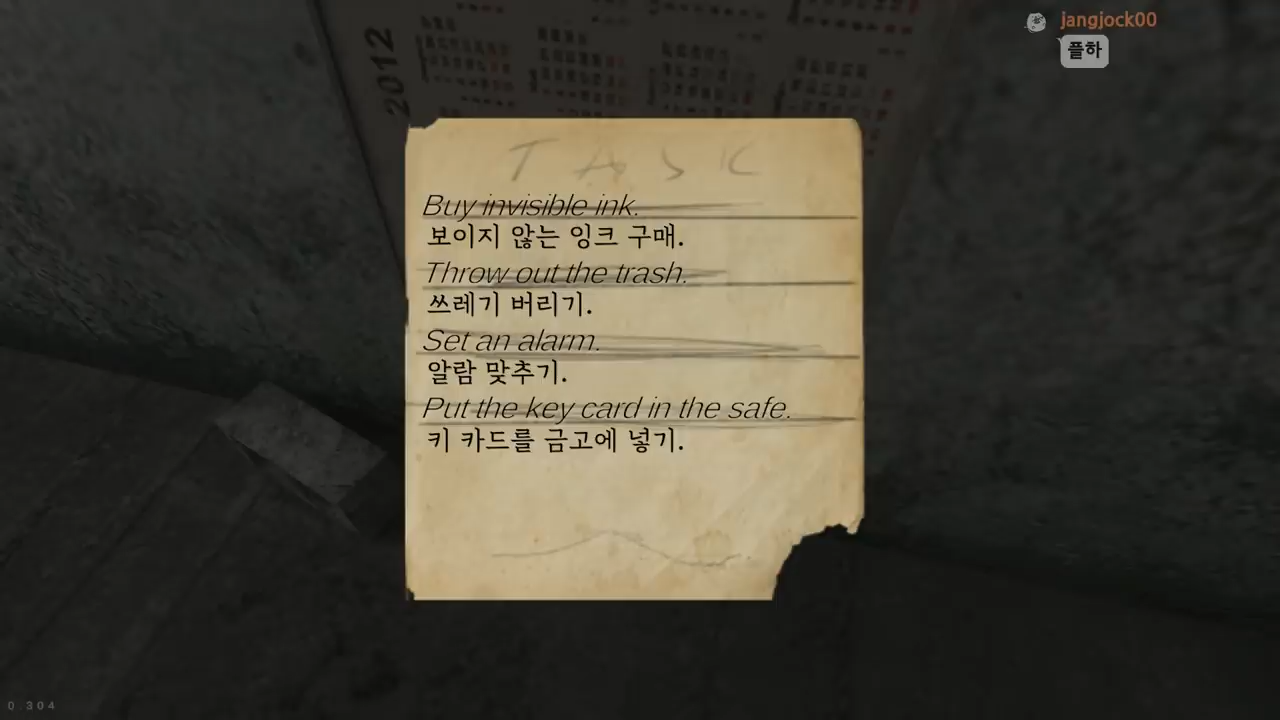 jangjock00
플하
2012
TASK
Buy invisible ink.
보이지 않는 잉크 구매.
Throw out the trash.
쓰레기 버리기.
Set an alarm.
알람 맞추기.
Put the key card in the safe.
키 카드를 금고에 넣기.
0.304